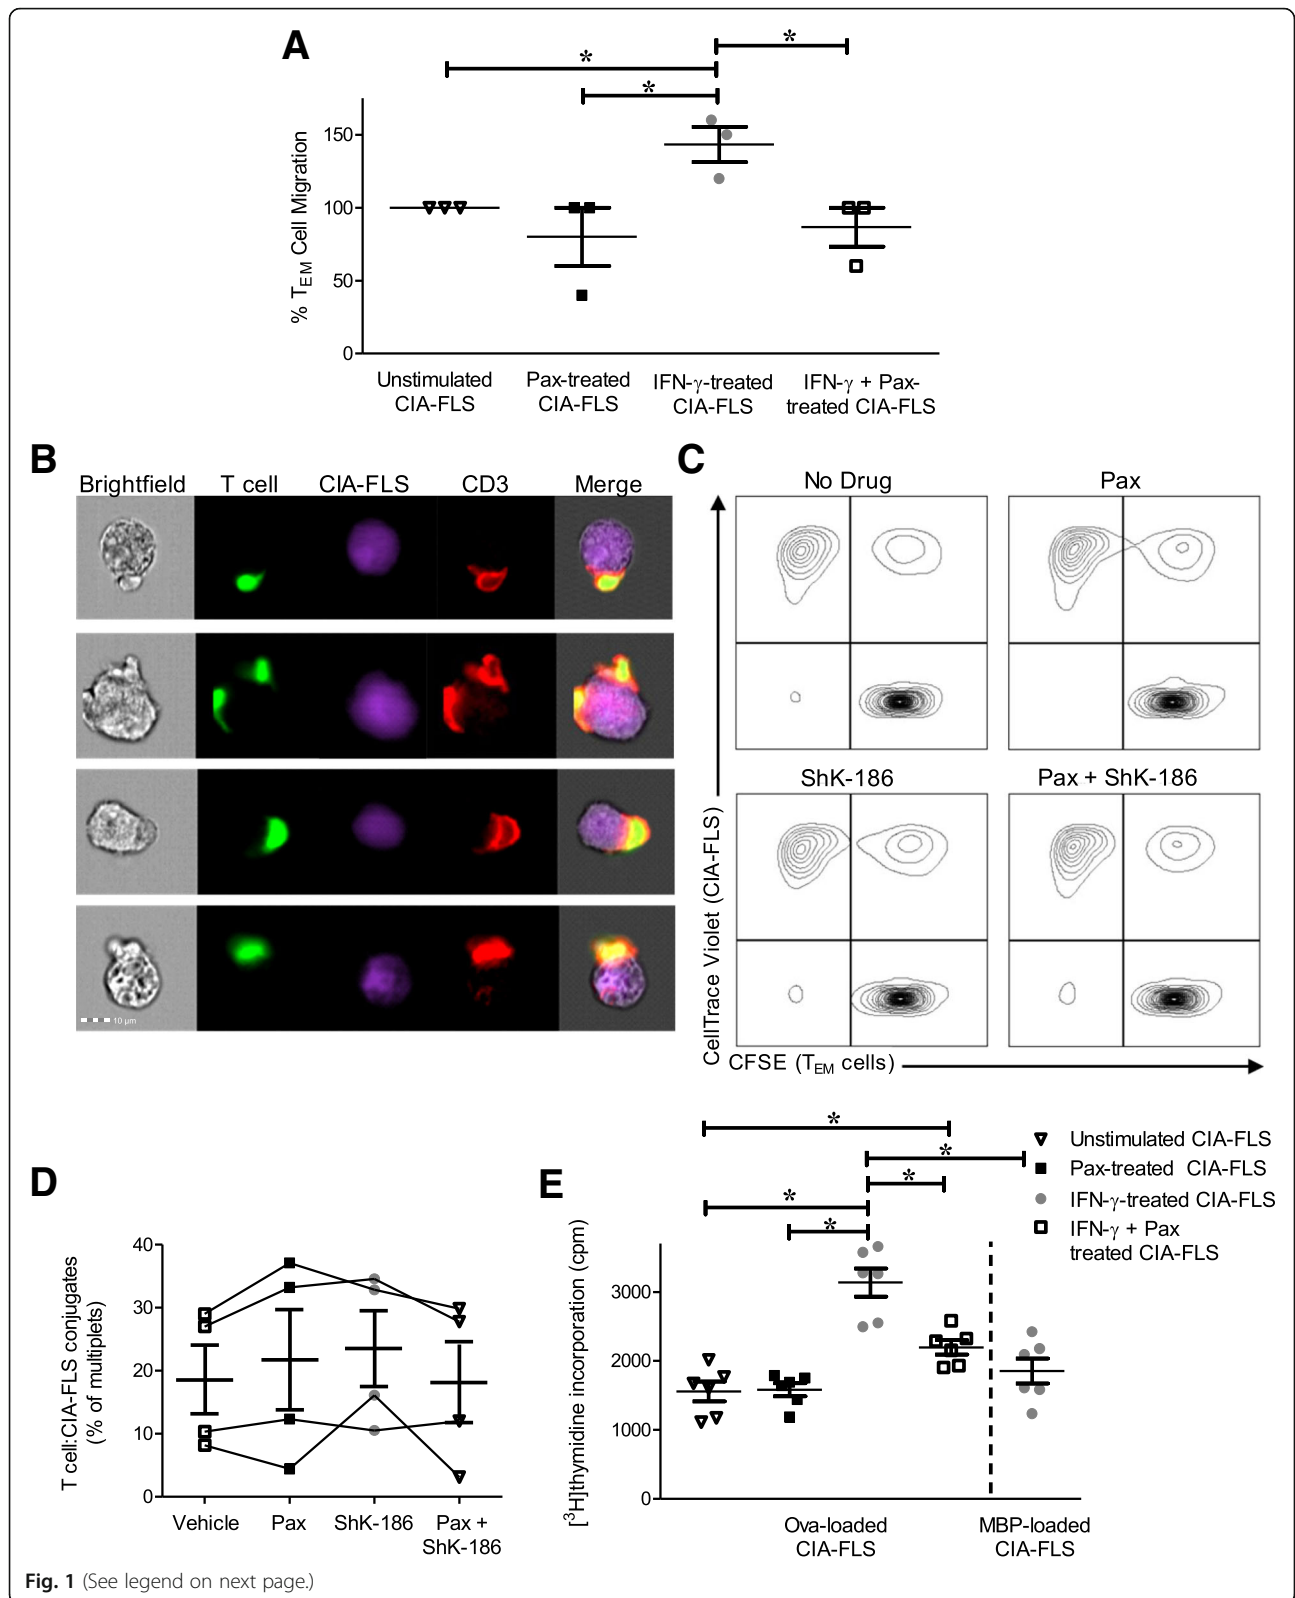 A
*
*
*
150
100
50
0
% TEM Cell Migration
Unstimulated
CIA-FLS
Pax-treated
CIA-FLS
IFN-γ-treated
CIA-FLS
IFN-γ + Pax-
treated CIA-FLS
B
Brightfield T cell CIA-FLS CD3 Merge
10 µm
C
No Drug
Pax
ShK-186
Pax + ShK-186
CellTrace Violet (CIA-FLS)
CFSE (TEM cells)
D
40
30
20
10
0
T cell:CIA-FLS conjugates
(% of multiplets)
Vehicle
Pax
ShK-186
Pax +
ShK-186
E
*
*
*
*
*
Unstimulated CIA-FLS
Pax-treated CIA-FLS
IFN-γ-treated CIA-FLS
IFN-γ + Pax
treated CIA-FLS
3000
2000
1000
0
[3H]thymidine incorporation (cpm)
Ova-loaded
CIA-FLS
MBP-loaded
CIA-FLS
Fig. 1 (See legend on next page.)